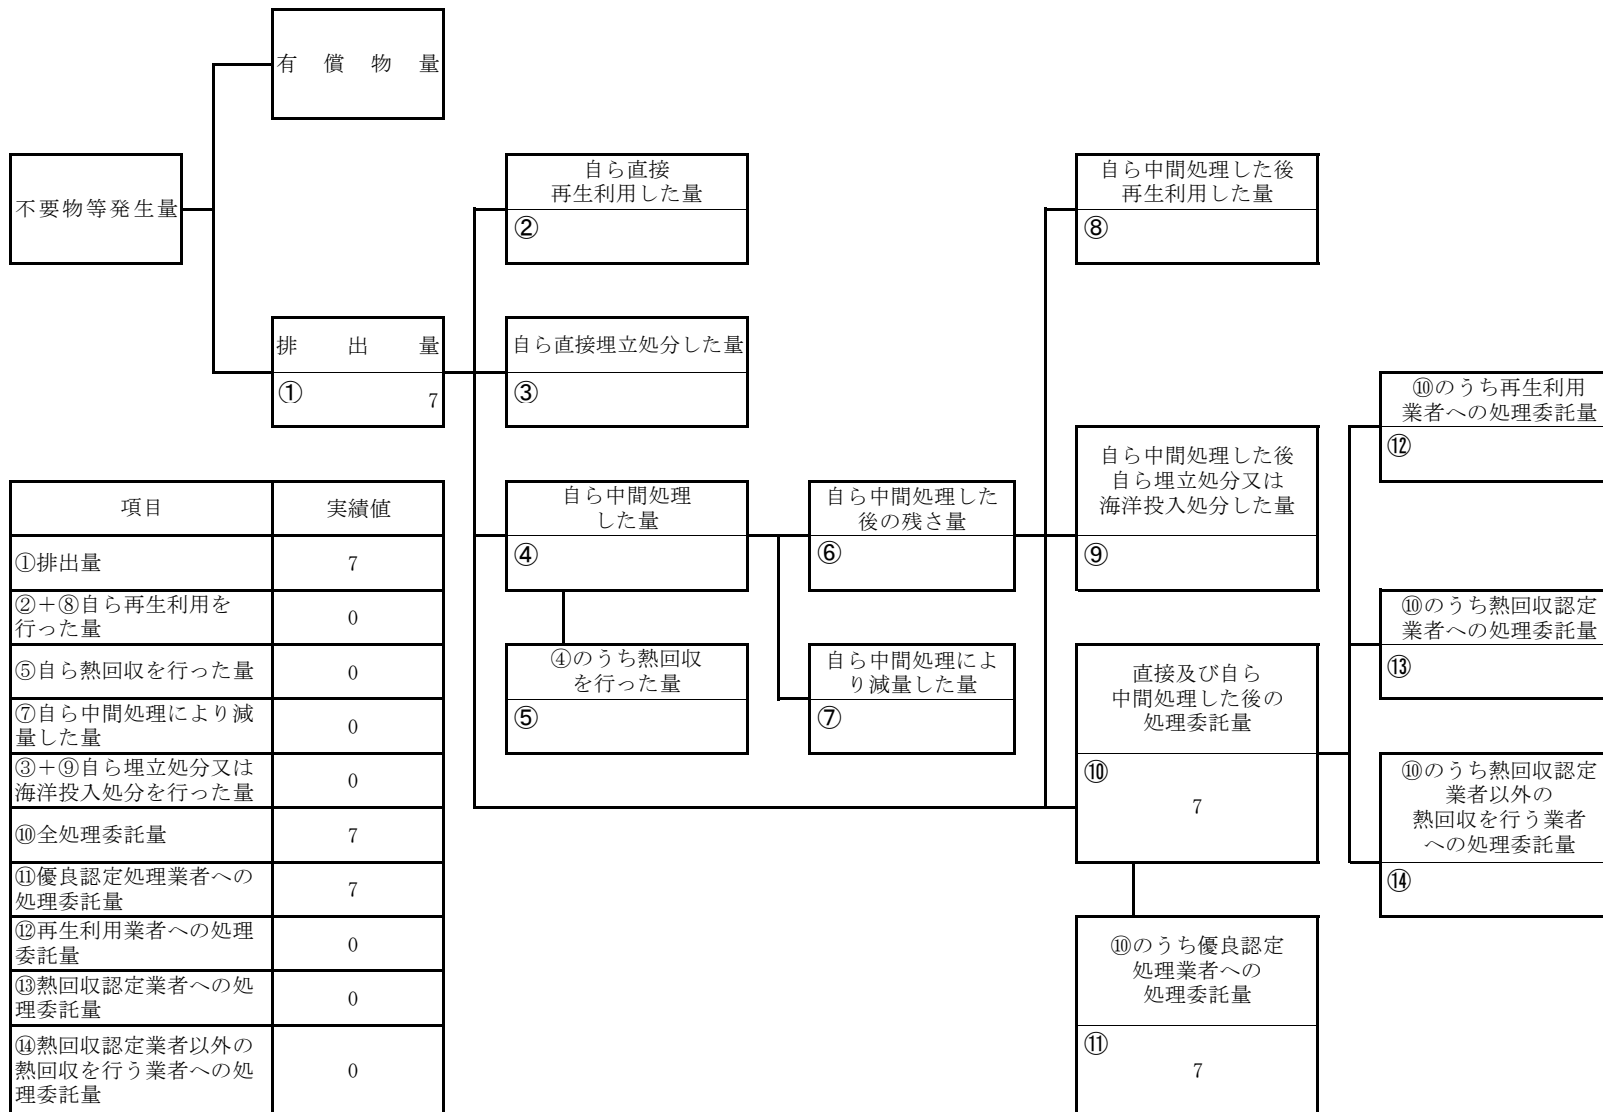 有償物量
不要物等発生量
排出量
①
7
自ら直接
再生利用した量
②
自ら直接埋立処分した量
③
自ら中間処理
した量
④
④のうち熱回収
を行った量
⑤
自ら中間処理した
後の残さ量
⑥
自ら中間処理によ
り減量した量
⑦
自ら中間処理した後
再生利用した量
⑧
自ら中間処理した後
自ら埋立処分又は
海洋投入処分した量
⑨
直接及び自ら
中間処理した後の
処理委託量
⑩
7
⑩のうち優良認定
処理業者への
処理委託量
⑪
7
⑩のうち再生利用
業者への処理委託量
⑫
⑩のうち熱回収認定
業者への処理委託量
⑬
⑩のうち熱回収認定
業者以外の
熱回収を行う業者
への処理委託量
⑭
項目 実績値
①排出量 7
②+⑧自ら再生利用を
行った量 0
⑤自ら熱回収を行った量 0
⑦自ら中間処理により減
量した量 0
③+⑨自ら埋立処分又は
海洋投入処分を行った量 0
⑩全処理委託量 7
⑪優良認定処理業者への
処理委託量 7
⑫再生利用業者への処理
委託量 0
⑬熱回収認定業者への処
理委託量 0
⑭熱回収認定業者以外の
熱回収を行う業者への処
理委託量 0